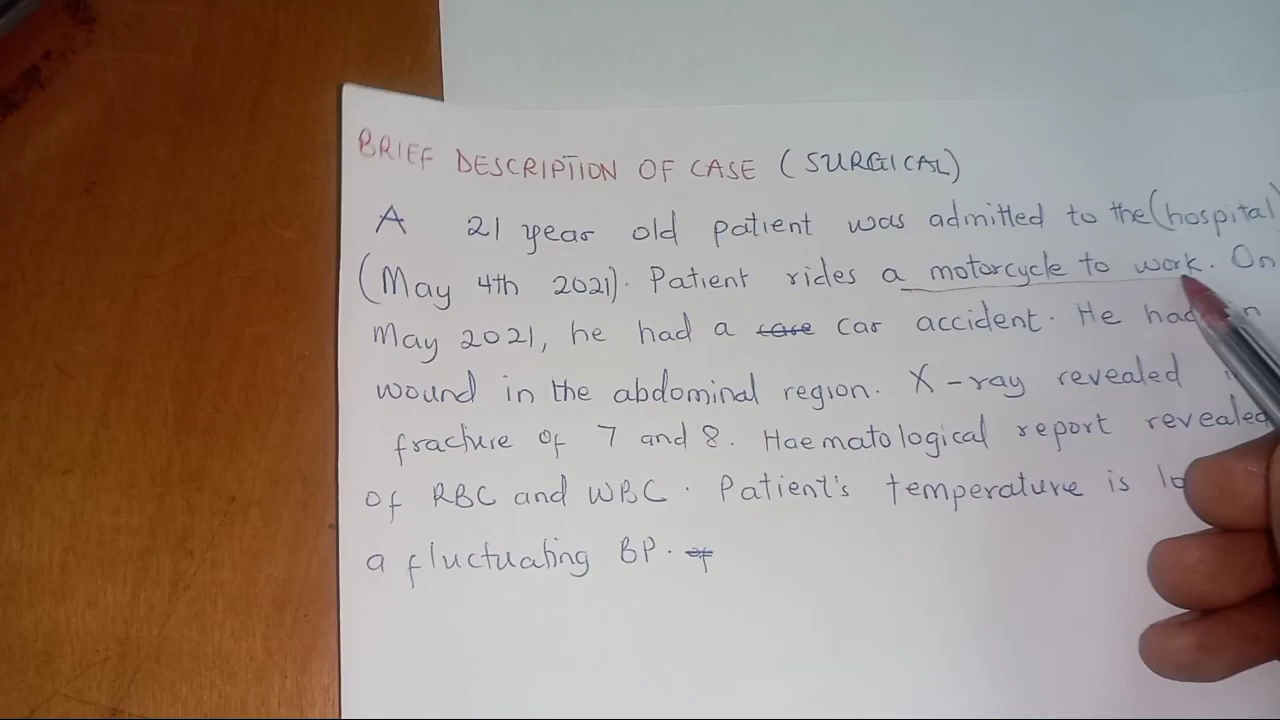 BRIEF DESCRIPTION OF CASE (SURGICAL)
A 21 year old patient was admitted to the (hospital)
(May 4th 2021). Patient rides a motorcycle to work. On
May 2021, he had a case car accident. He had
wound in the abdominal region. X-ray revealed
fracture of 7 and 8. Haematological report revealed
of RBC and WBC. Patient's temperature is
a fluctuating BP. of